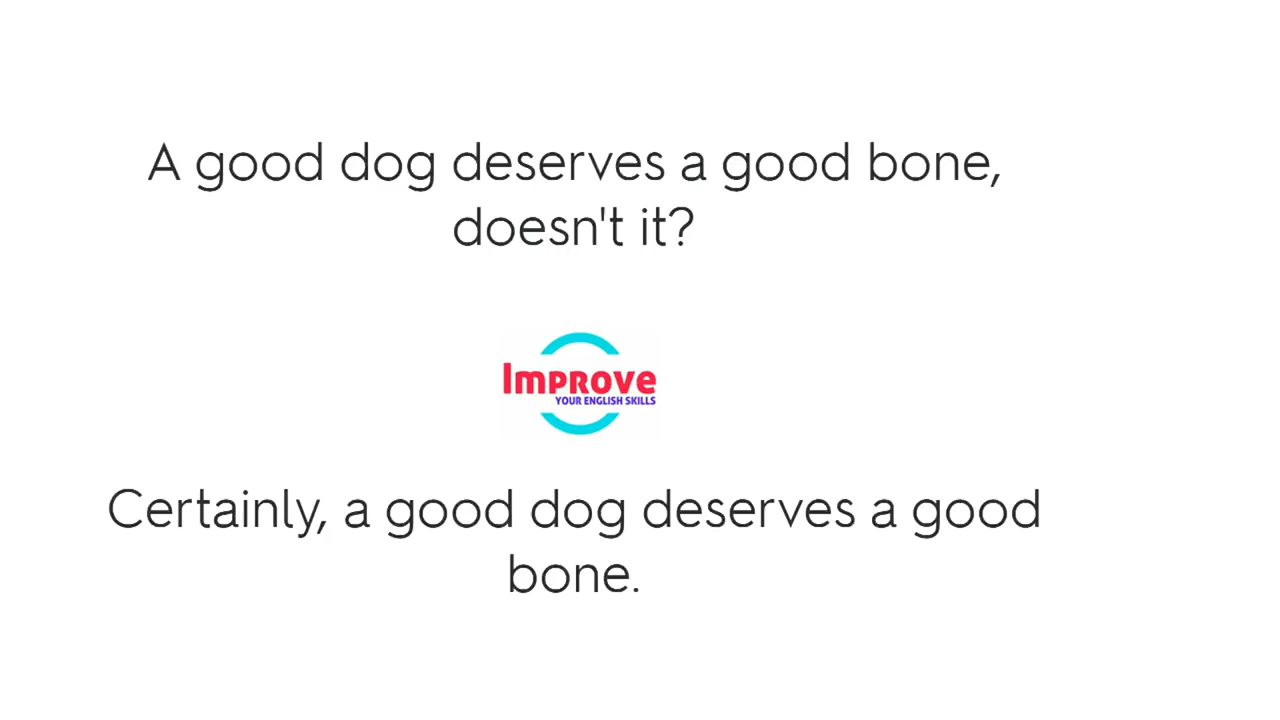 A good dog deserves a good bone,
doesn't it?
Improve
YOUR ENGLISH SKILLS
Certainly, a good dog deserves a good
bone.